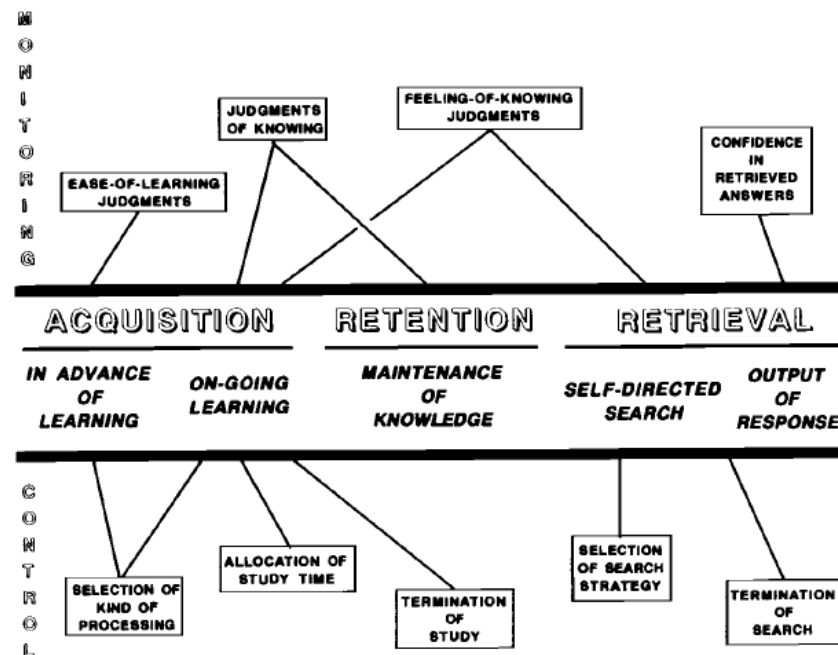 MONITORING
JUDGMENTS
OF KNOWING
FEELING-OF-KNOWING
JUDGMENTS
CONFIDENCE
IN
RETRIEVED
ANSWERS
EASE-OF-LEARNING
JUDGMENTS
ACQUISITION
RETENTION
RETRIEVAL
IN ADVANCE
OF
LEARNING
ON-GOING
LEARNING
MAINTENANCE
OF
KNOWLEDGE
SELF-DIRECTED
SEARCH
OUTPUT
OF
RESPONSE
CONTROL
SELECTION OF
KIND OF
PROCESSING
ALLOCATION OF
STUDY TIME
TERMINATION
OF
STUDY
SELECTION
OF SEARCH
STRATEGY
TERMINATION
OF
SEARCH